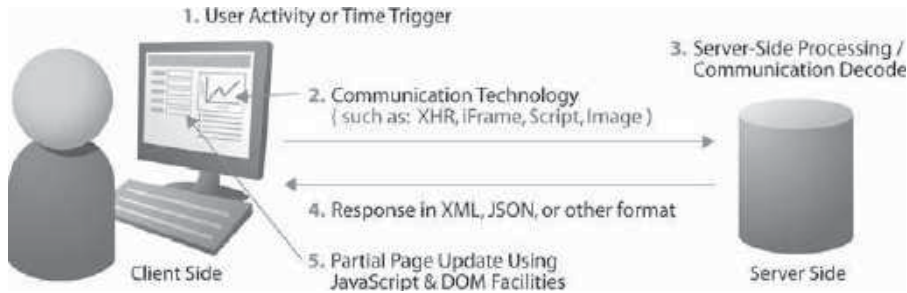 1. User Activity or Time Trigger
2. Communication Technology
( such as: XHR, iFrame, Script, Image )
3. Server-Side Processing /
Communication Decode
4. Response in XML, JSON, or other format
5. Partial Page Update Using
JavaScript & DOM Facilities
Client Side
Server Side